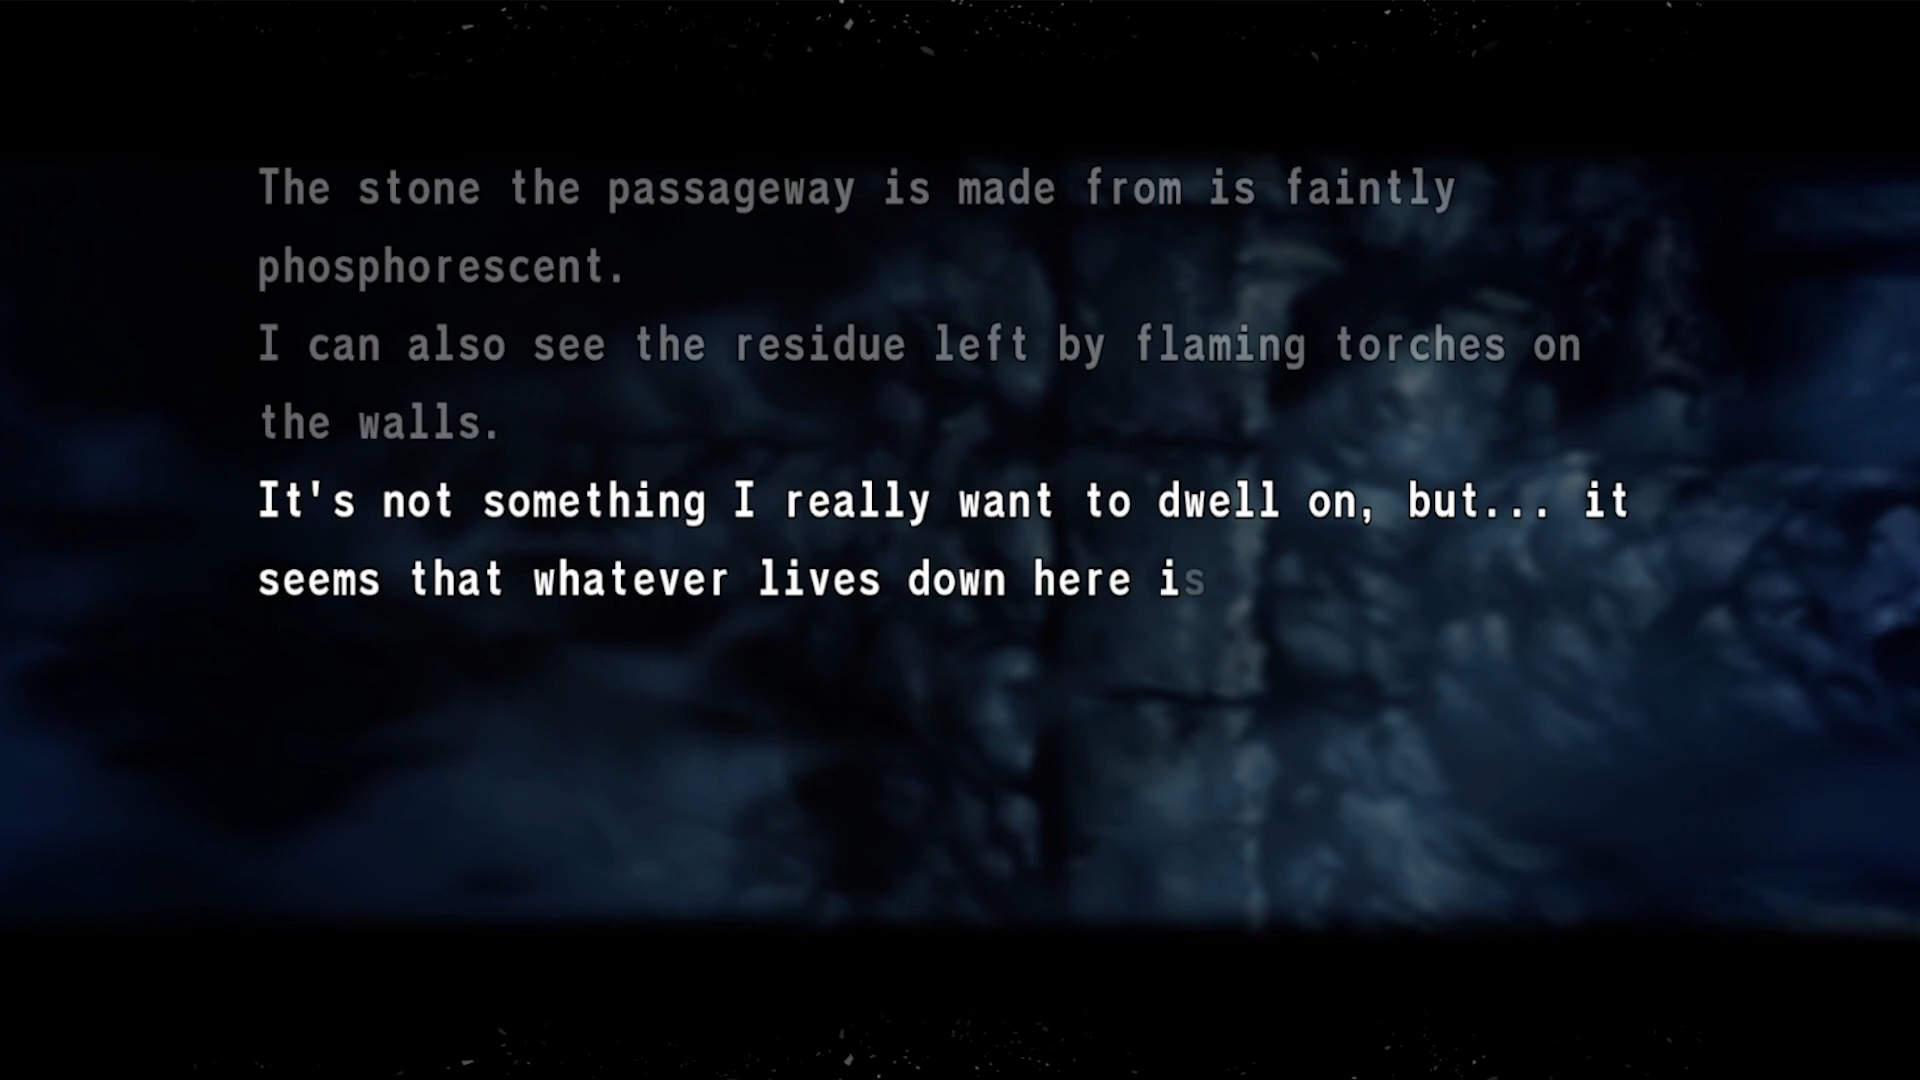 The stone the passageway is made from is faintly
phosphorescent.
I can also see the residue left by flaming torches on
the walls.
It's not something I really want to dwell on, but... it
seems that whatever lives down here is